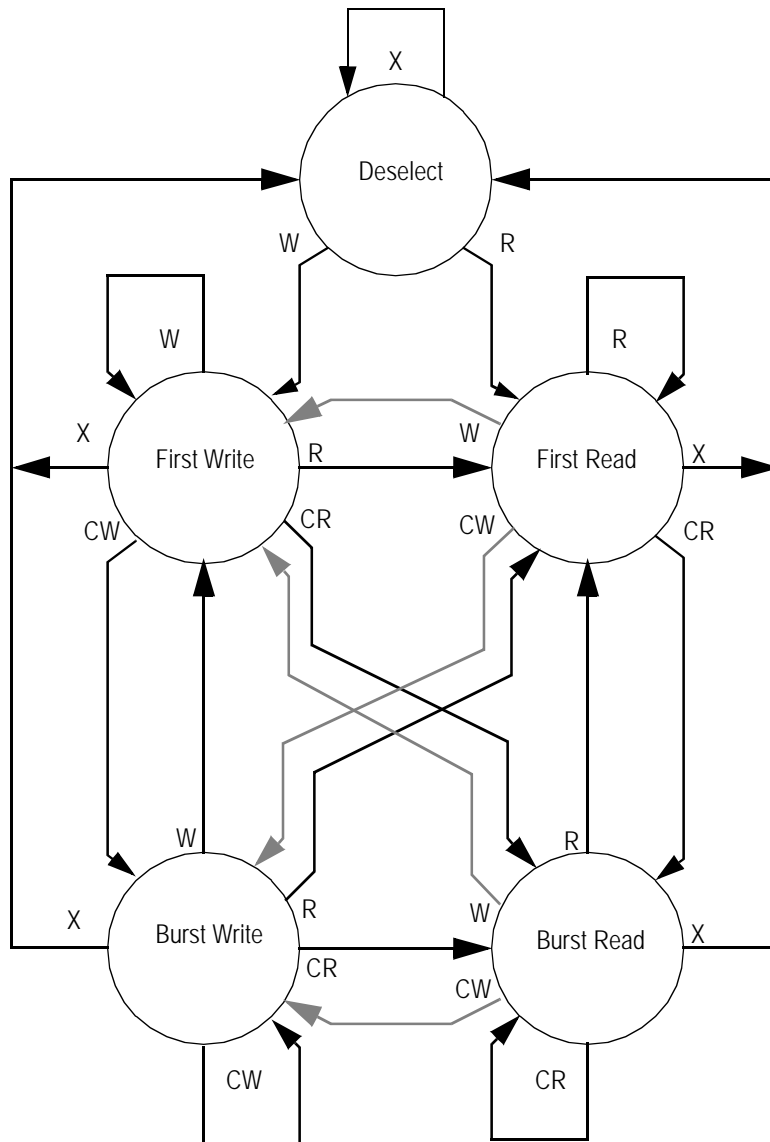 X
Deselect
W
R
W
R
X
W
First Write
R
First Read
X
CW
CR
CW
CR
W
R
X
R
W
Burst Write
Burst Read
X
CR
CW
CW
CR